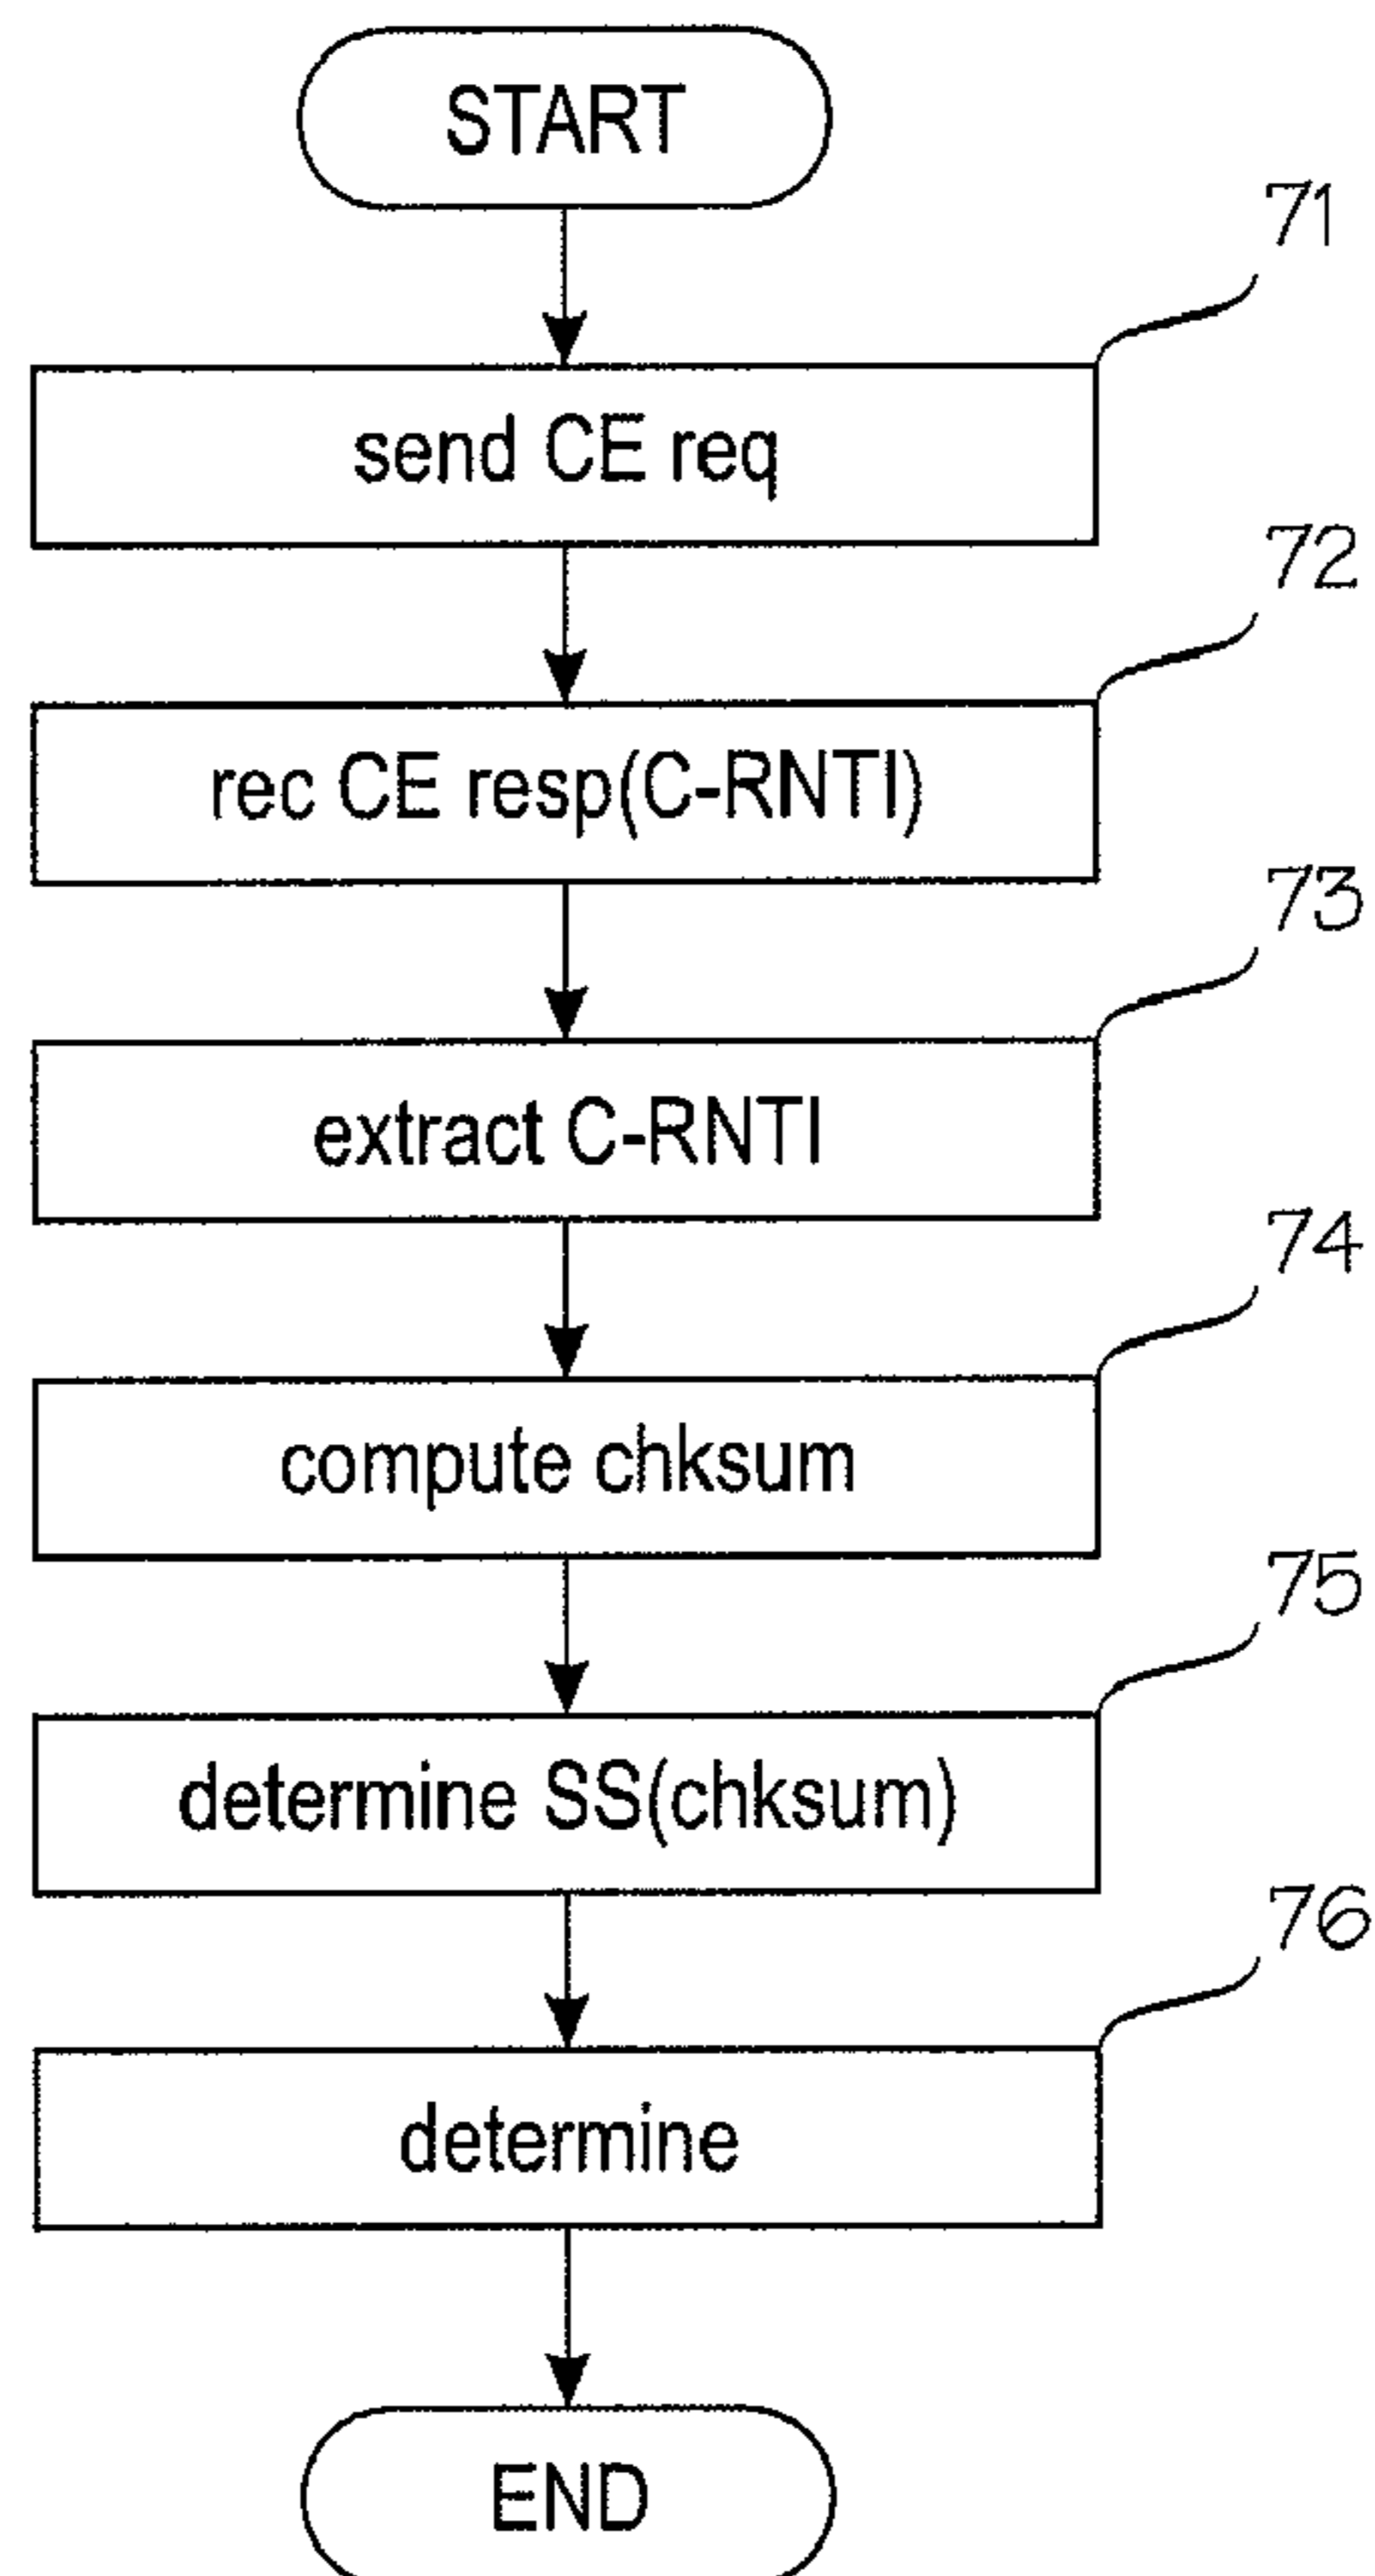 START
71
send CE req
72
rec CE resp(C-RNTI)
73
extract C-RNTI
74
compute chksum
75
determine SS(chksum)
76
determine
END